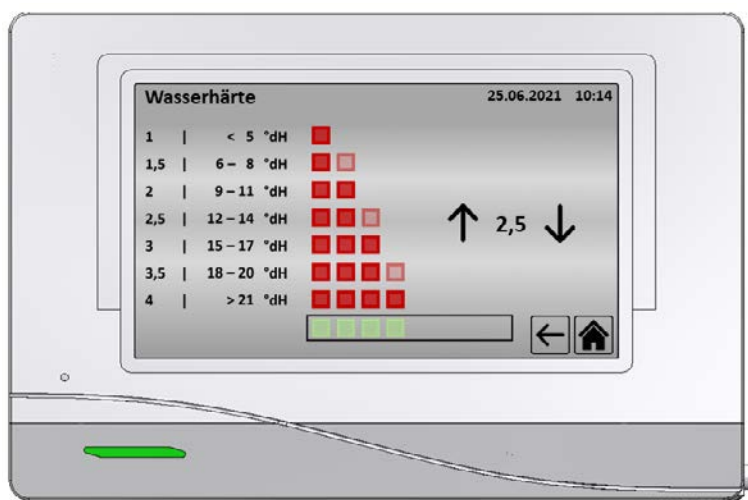 Wasserhärte 25.06.2021 10:14
1 | < 5 °dH
1,5 | 6 – 8 °dH
2 | 9 – 11 °dH
2,5 | 12 – 14 °dH
2,5
3 | 15 – 17 °dH
3,5 | 18 – 20 °dH
4 | > 21 °dH